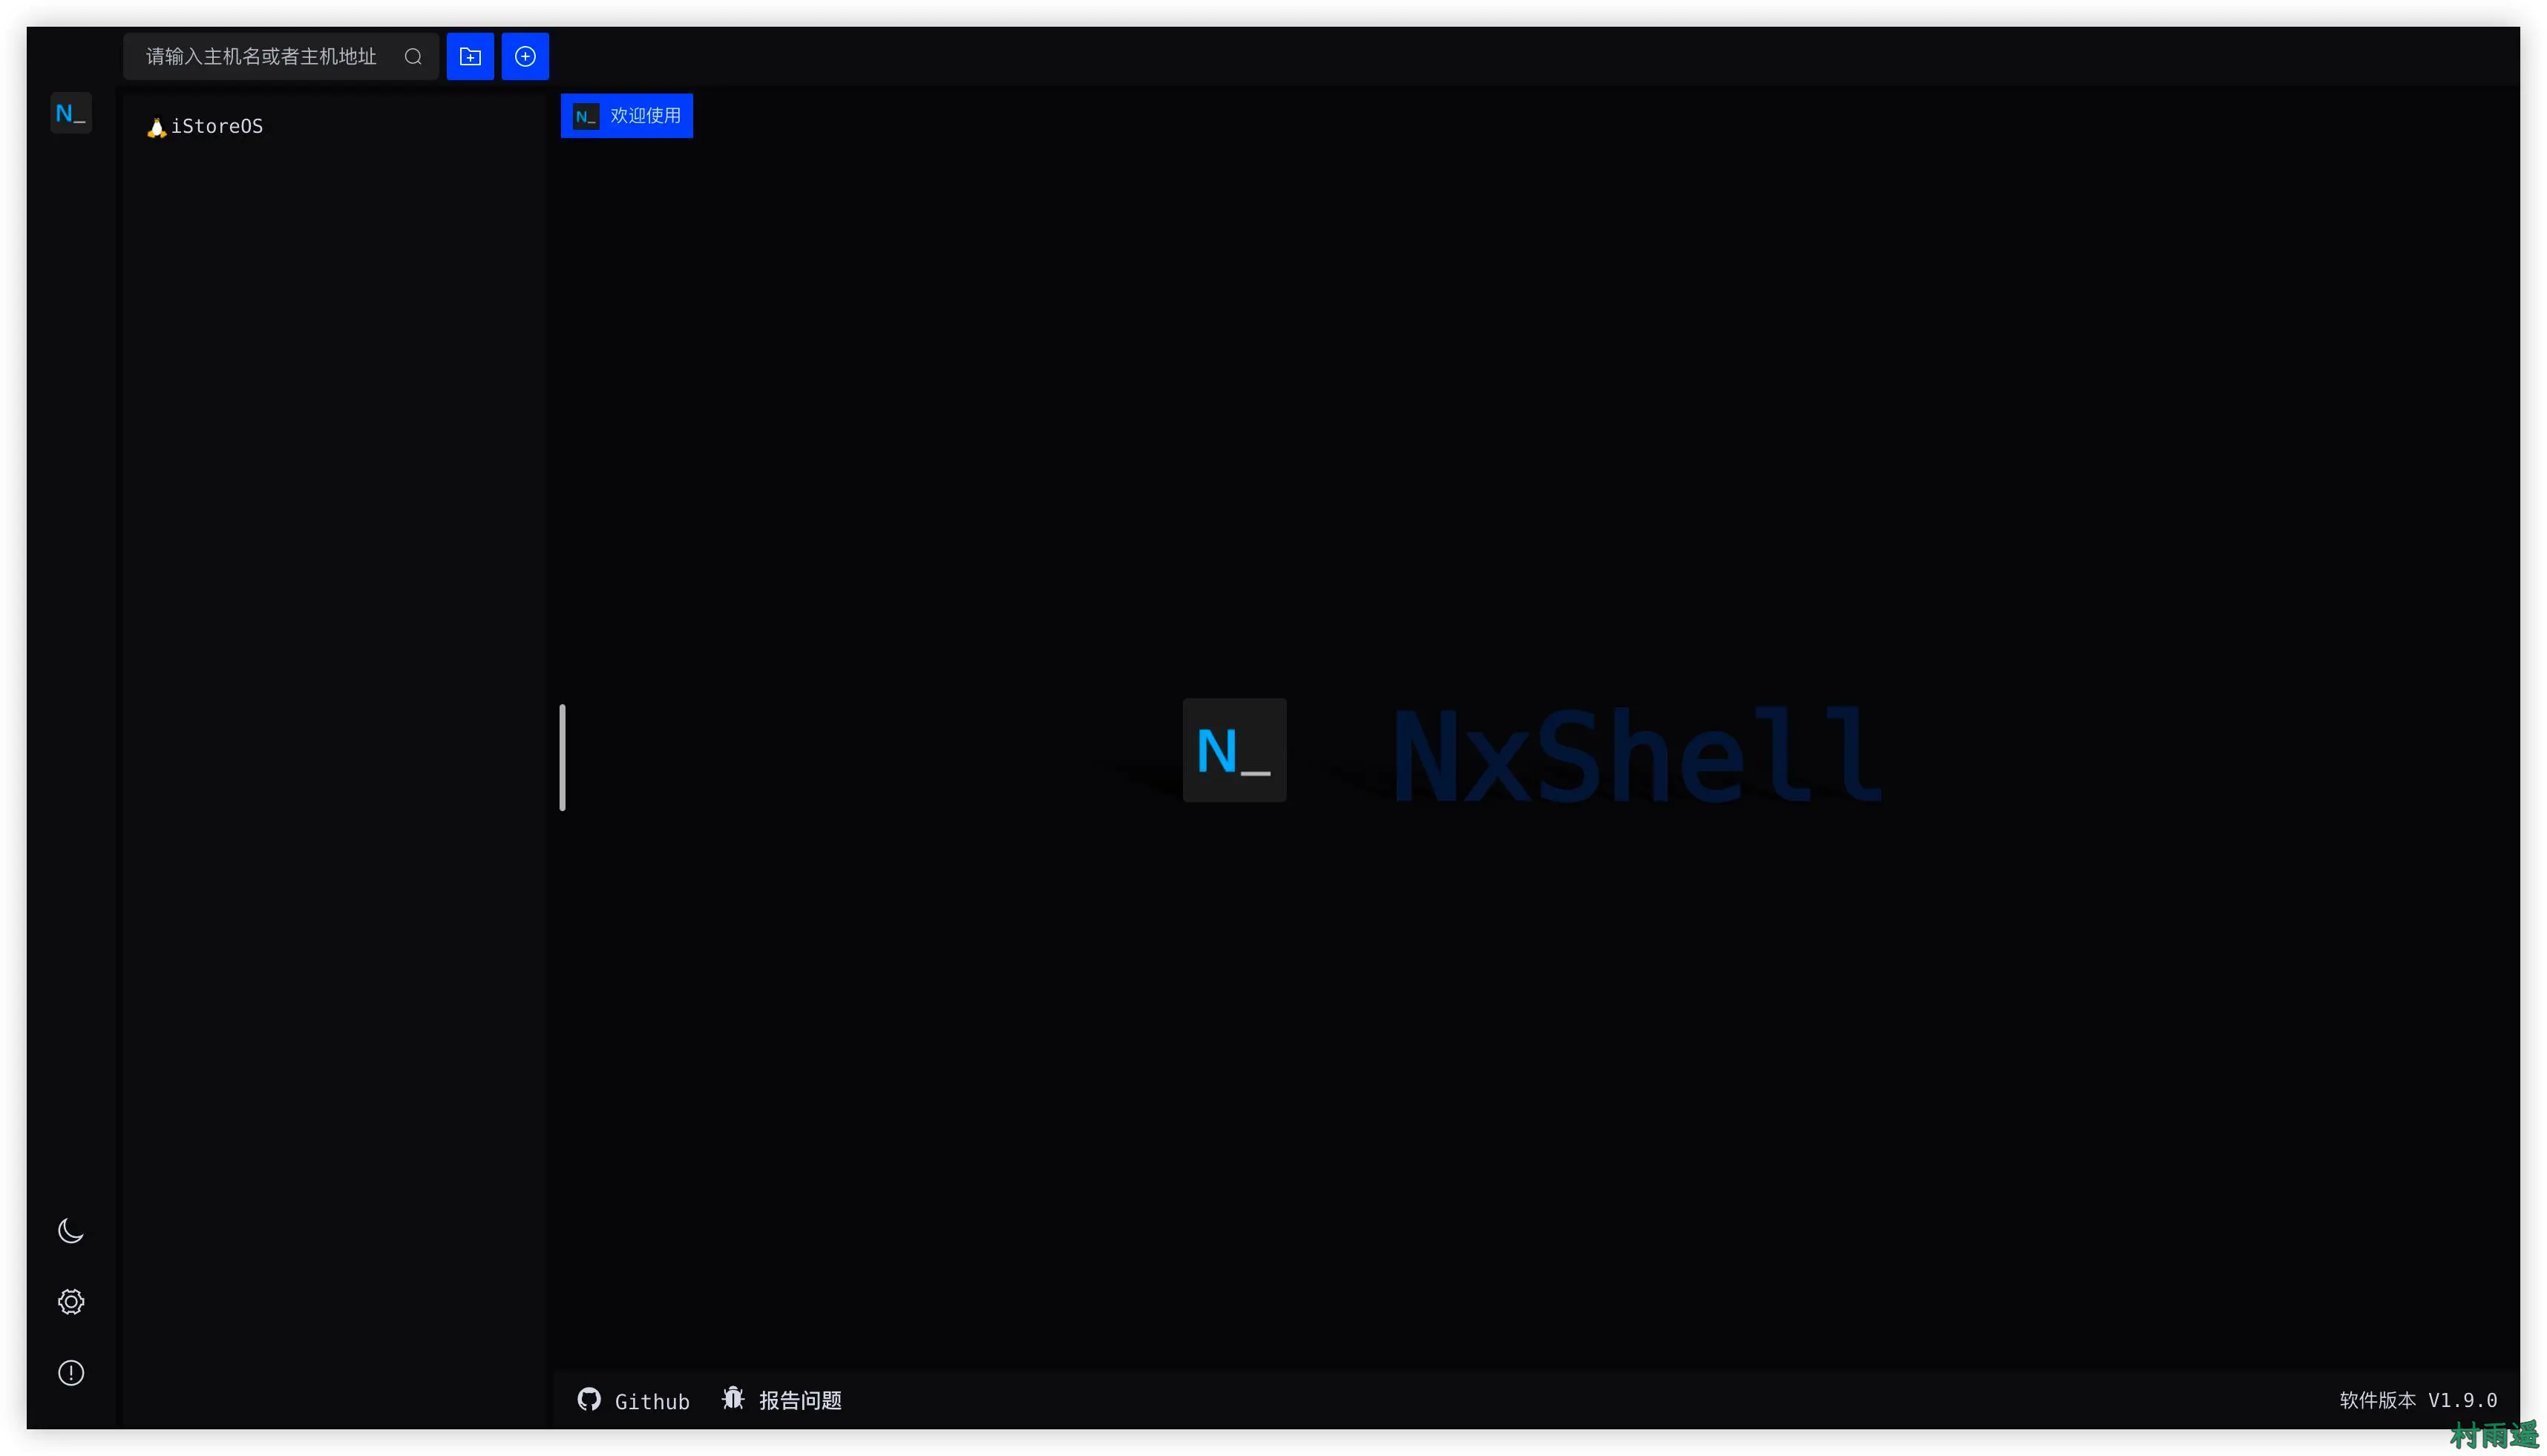 请输入主机名或者主机地址
N_
iStoreOS
N_ 欢迎使用
N_ NxShell
Github 报告问题
软件版本 V1.9.0
村雨遥